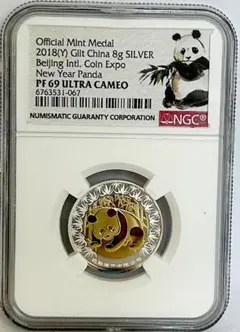 Official Mint Medal
2018(Y) Gilt China 8g SILVER
Beijing Intl. Coin Expo
New Year Panda
PF 69 ULTRA CAMEO
6763531-067
NGC
NUMISMATIC GUARANTY CORPORATION